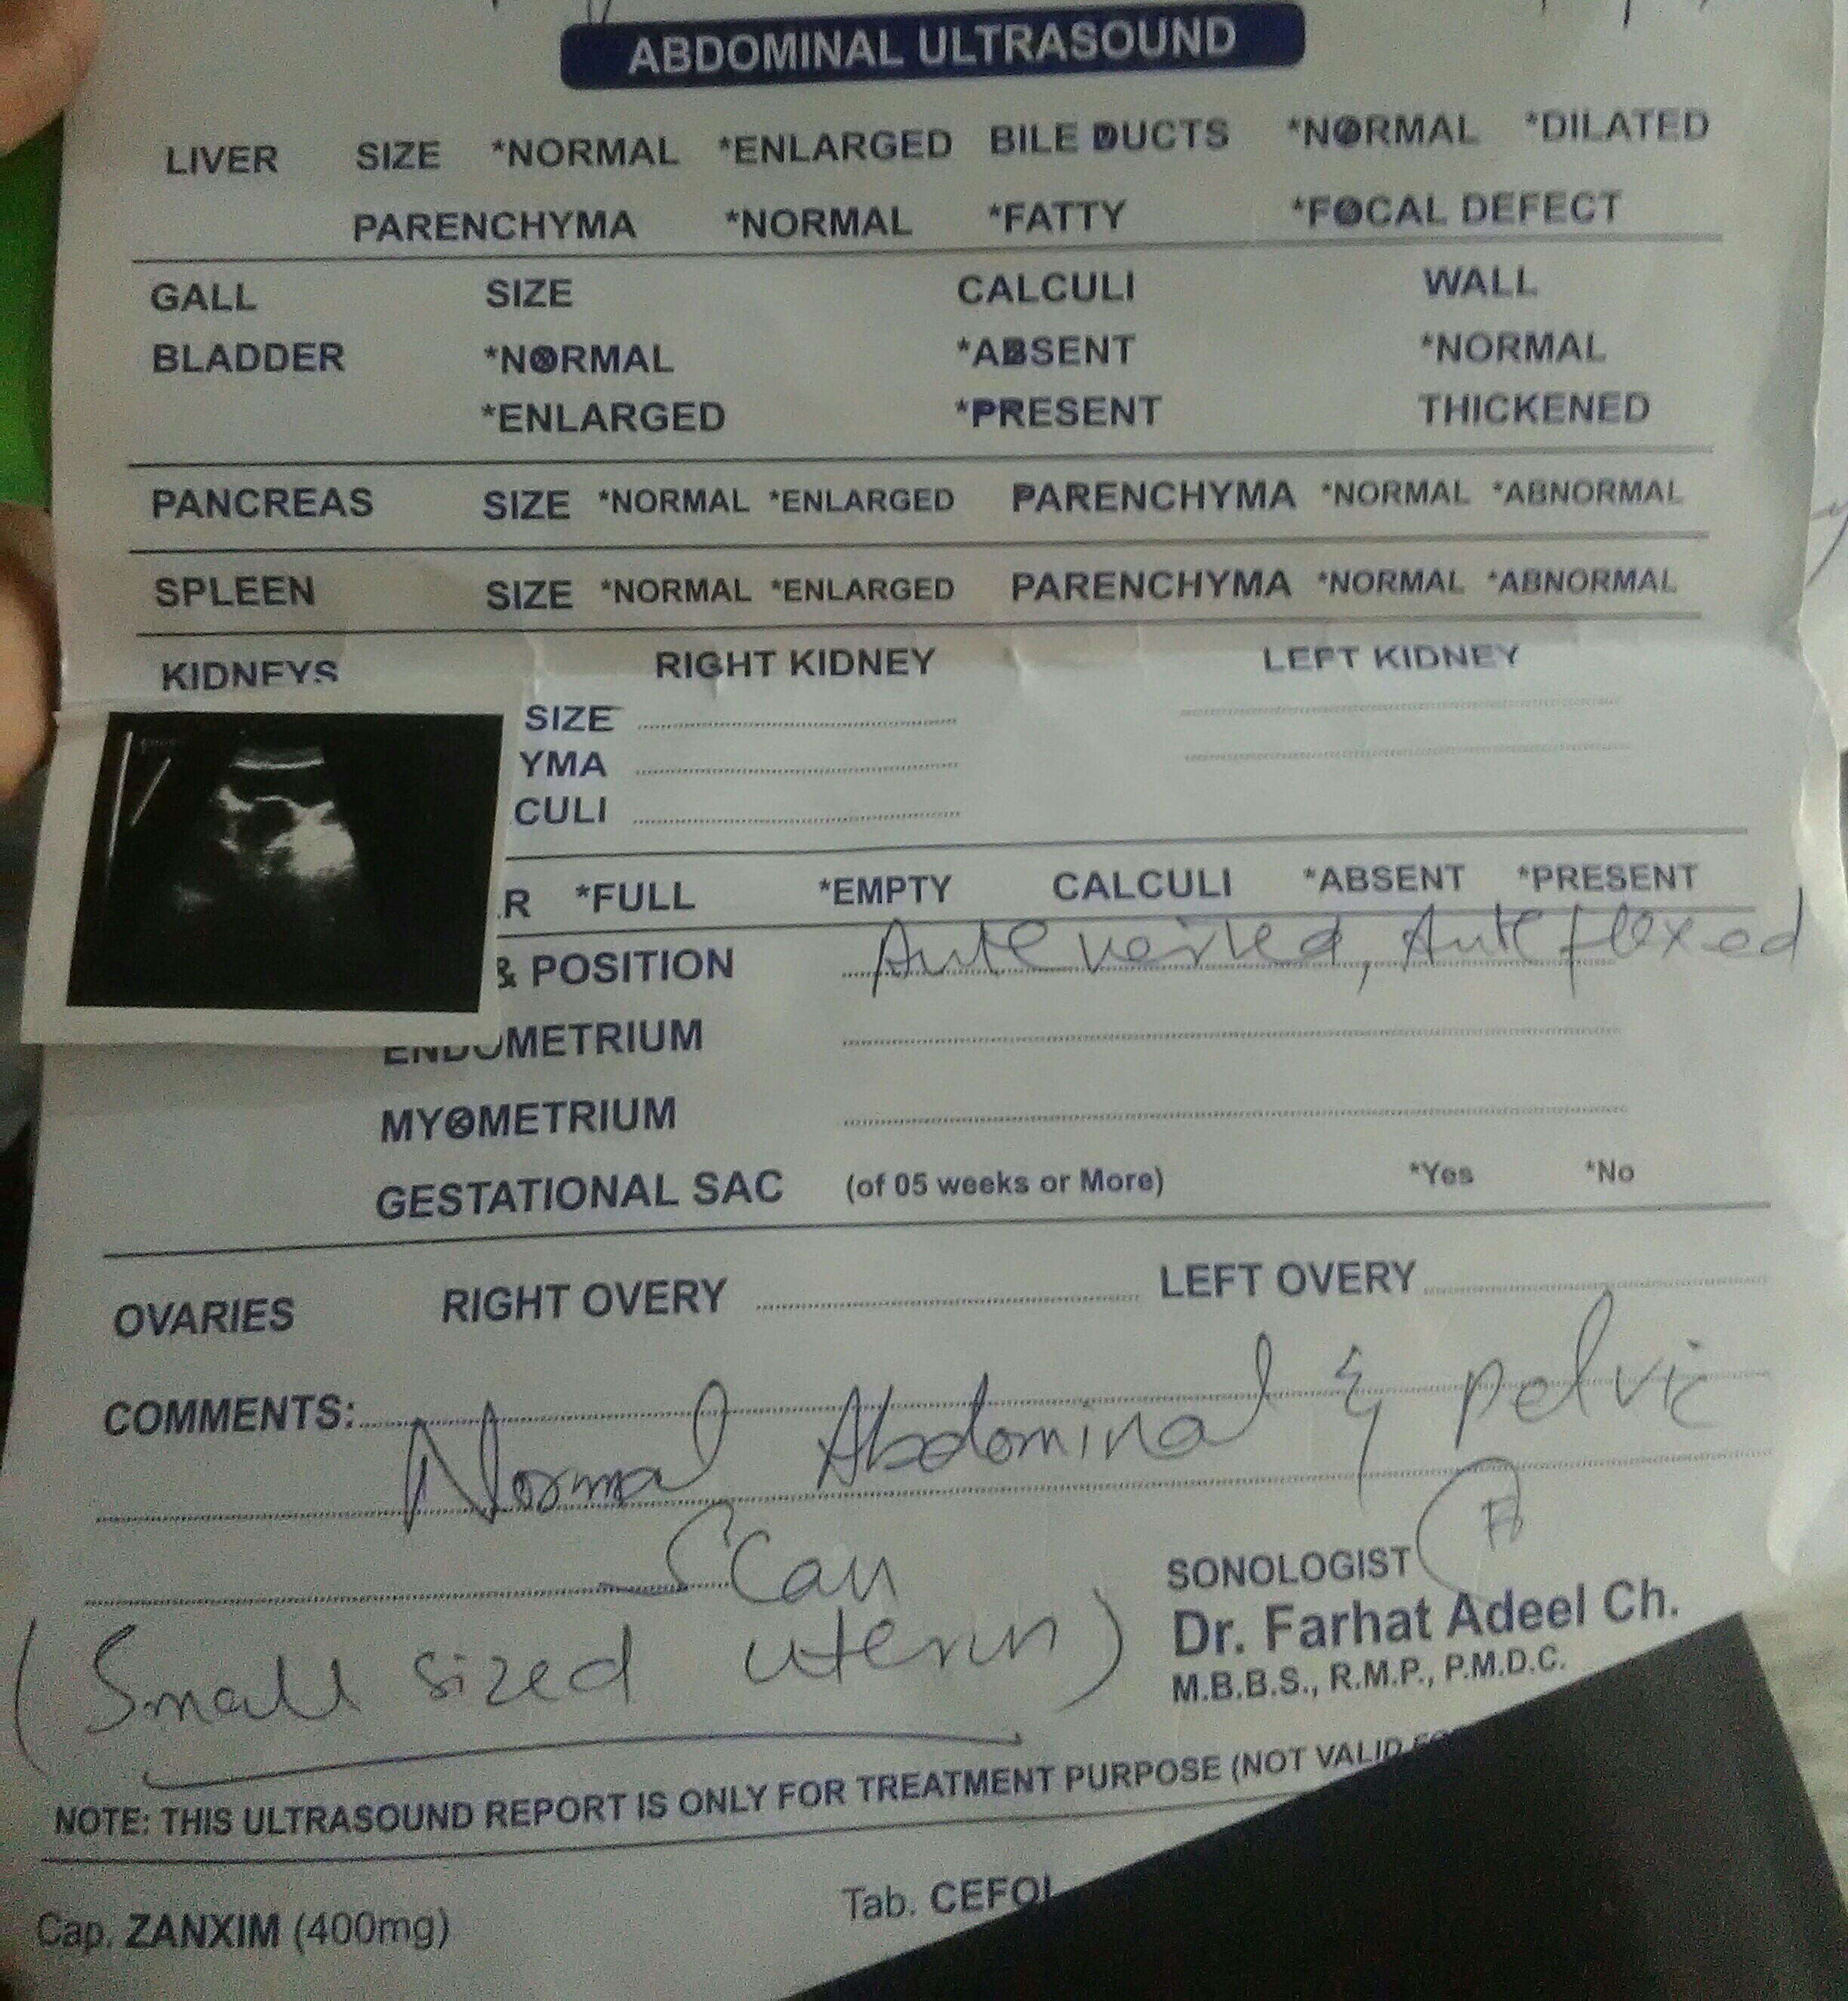 ABDOMINAL ULTRASOUND
LIVER SIZE *NORMAL *ENLARGED BILE DUCTS *NORMAL *DILATED
PARENCHYMA *NORMAL *FATTY *FOCAL DEFECT
GALL SIZE CALCULI WALL
BLADDER *NORMAL *ABSENT *NORMAL
*ENLARGED *PRESENT THICKENED
PANCREAS SIZE *NORMAL *ENLARGED PARENCHYMA *NORMAL *ABNORMAL
SPLEEN SIZE *NORMAL *ENLARGED PARENCHYMA *NORMAL *ABNORMAL
KIDNEYS RIGHT KIDNEY LEFT KIDNEY
SIZE
YMA
CULI
R *FULL *EMPTY CALCULI *ABSENT *PRESENT
& POSITION Anteverted, Anteflexed
ENDOMETRIUM
MYOMETRIUM
GESTATIONAL SAC (of 05 weeks or More) *Yes *No
OVARIES RIGHT OVERY LEFT OVERY
COMMENTS: Normal Abdominal & pelvic
Scan
SONOLOGIST
(Small sized uterus)
Dr. Farhat Adeel Ch.
M.B.B.S., R.M.P., P.M.D.C.
NOTE: THIS ULTRASOUND REPORT IS ONLY FOR TREATMENT PURPOSE (NOT VALID
Cap. ZANXIM (400mg) Tab. CEFOL